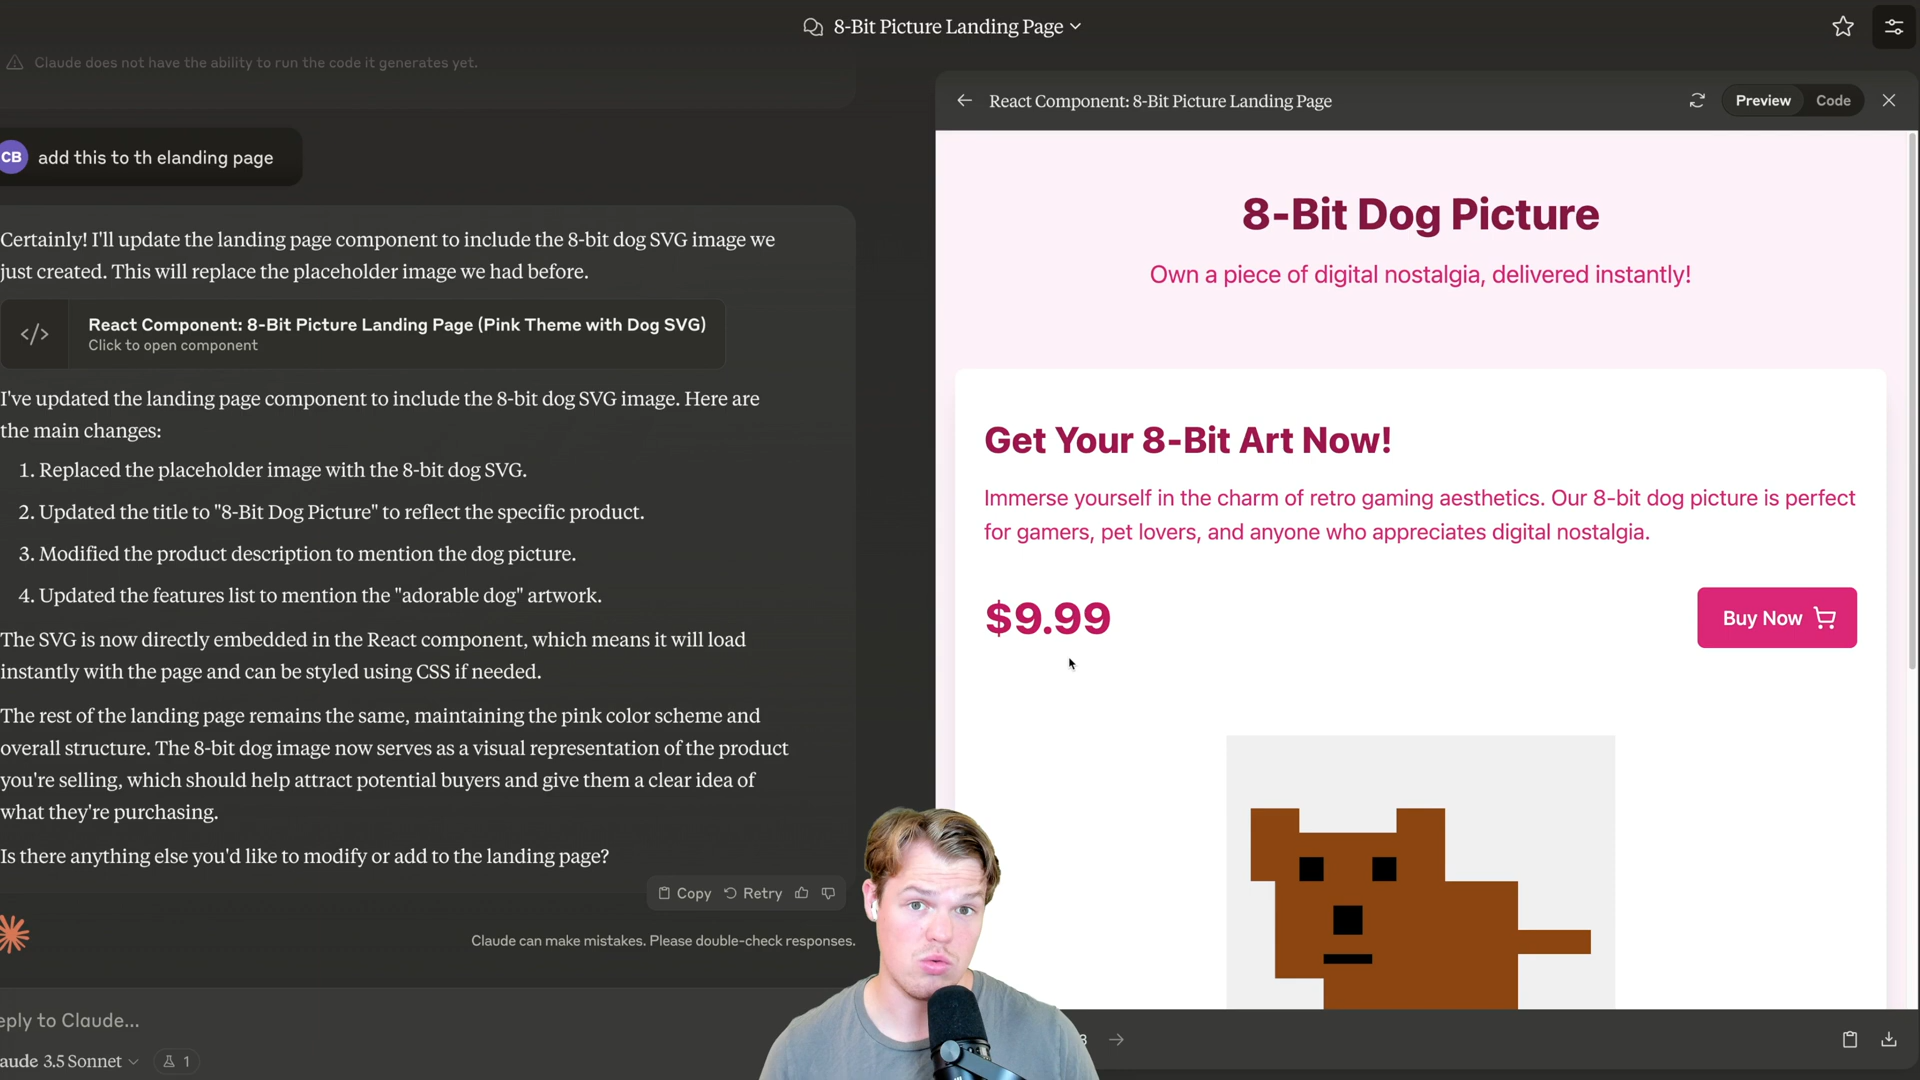 8-Bit Picture Landing Page
Claude does not have the ability to run the code it generates yet.
CB
add this to th elanding page
Certainly! I'll update the landing page component to include the 8-bit dog SVG image we
just created. This will replace the placeholder image we had before.
</>
React Component: 8-Bit Picture Landing Page (Pink Theme with Dog SVG)
Click to open component
I've updated the landing page component to include the 8-bit dog SVG image. Here are
the main changes:
1. Replaced the placeholder image with the 8-bit dog SVG.
2. Updated the title to "8-Bit Dog Picture" to reflect the specific product.
3. Modified the product description to mention the dog picture.
4. Updated the features list to mention the "adorable dog" artwork.
The SVG is now directly embedded in the React component, which means it will load
instantly with the page and can be styled using CSS if needed.
The rest of the landing page remains the same, maintaining the pink color scheme and
overall structure. The 8-bit dog image now serves as a visual representation of the product
you're selling, which should help attract potential buyers and give them a clear idea of
what they're purchasing.
Is there anything else you'd like to modify or add to the landing page?
Copy Retry
Claude can make mistakes. Please double-check responses.
eply to Claude...
aude 3.5 Sonnet
1
React Component: 8-Bit Picture Landing Page
Preview
Code
8-Bit Dog Picture
Own a piece of digital nostalgia, delivered instantly!
Get Your 8-Bit Art Now!
Immerse yourself in the charm of retro gaming aesthetics. Our 8-bit dog picture is perfect
for gamers, pet lovers, and anyone who appreciates digital nostalgia.
$9.99
Buy Now
3